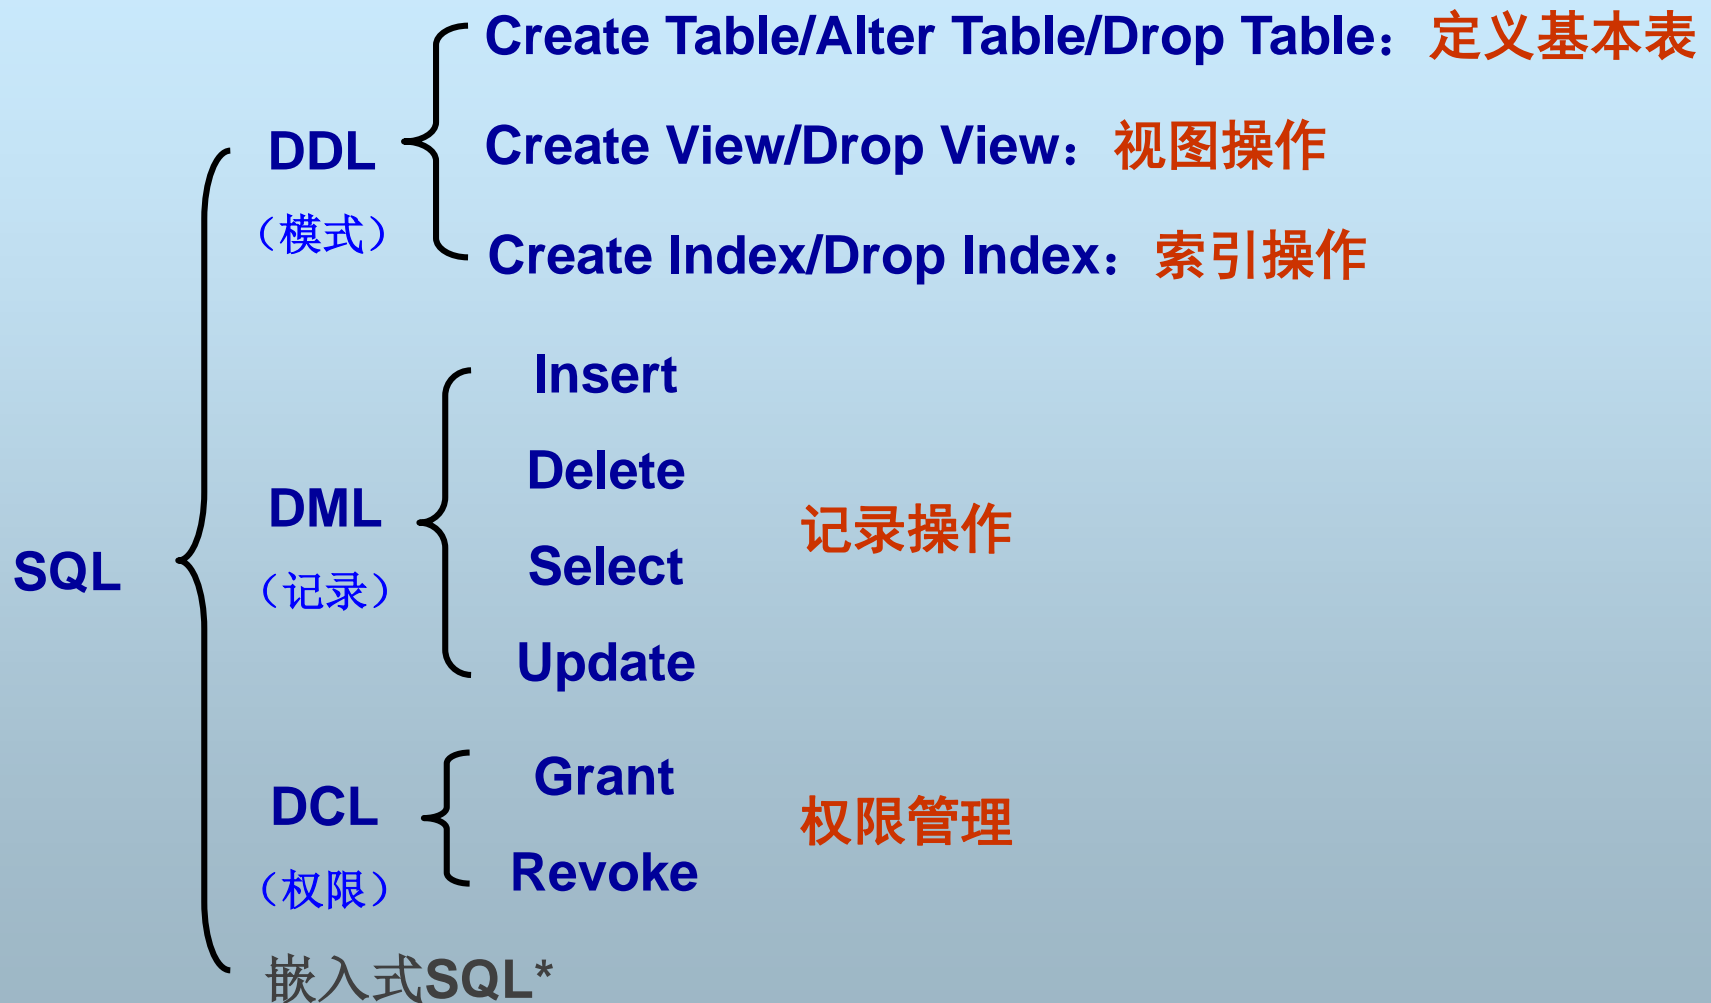 SQL
DDL
（模式）
Create Table/Alter Table/Drop Table：定义基本表
Create View/Drop View：视图操作
Create Index/Drop Index：索引操作
DML
（记录）
Insert
Delete
Select
Update
记录操作
DCL
（权限）
Grant
Revoke
权限管理
嵌入式SQL*